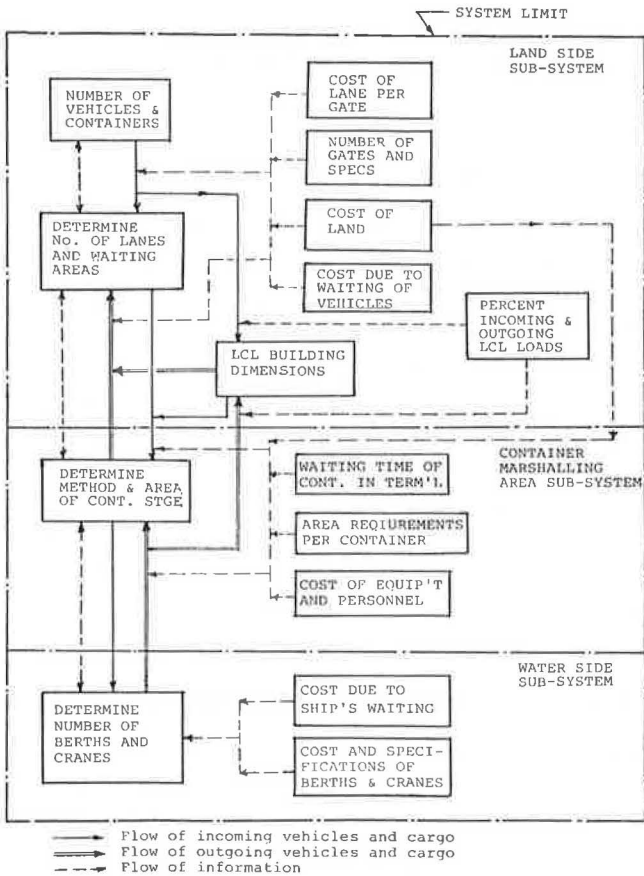 SYSTEM LIMIT
LAND SIDE
SUB-SYSTEM
NUMBER OF
VEHICLES &
CONTAINERS
COST OF
LANE PER
GATE
NUMBER OF
GATES AND
SPECS
DETERMINE
No. OF LANES
AND WAITING
AREAS
COST OF
LAND
COST DUE TO
WAITING OF
VEHICLES
PERCENT
INCOMING &
OUTGOING
LCL LOADS
LCL BUILDING
DIMENSIONS
CONTAINER
MARSHALLING
AREA SUB-SYSTEM
DETERMINE
METHOD & AREA
OF CONT. STGE
WAITING TIME OF
CONT. IN TERM'L
AREA REQIUREMENTS
PER CONTAINER
COST OF EQUIP'T
AND PERSONNEL
WATER SIDE
SUB-SYSTEM
DETERMINE
NUMBER OF
BERTHS AND
CRANES
COST DUE TO
SHIP'S WAITING
COST AND SPECI-
FICATIONS OF
BERTHS & CRANES
Flow of incoming vehicles and cargo
Flow of outgoing vehicles and cargo
Flow of information